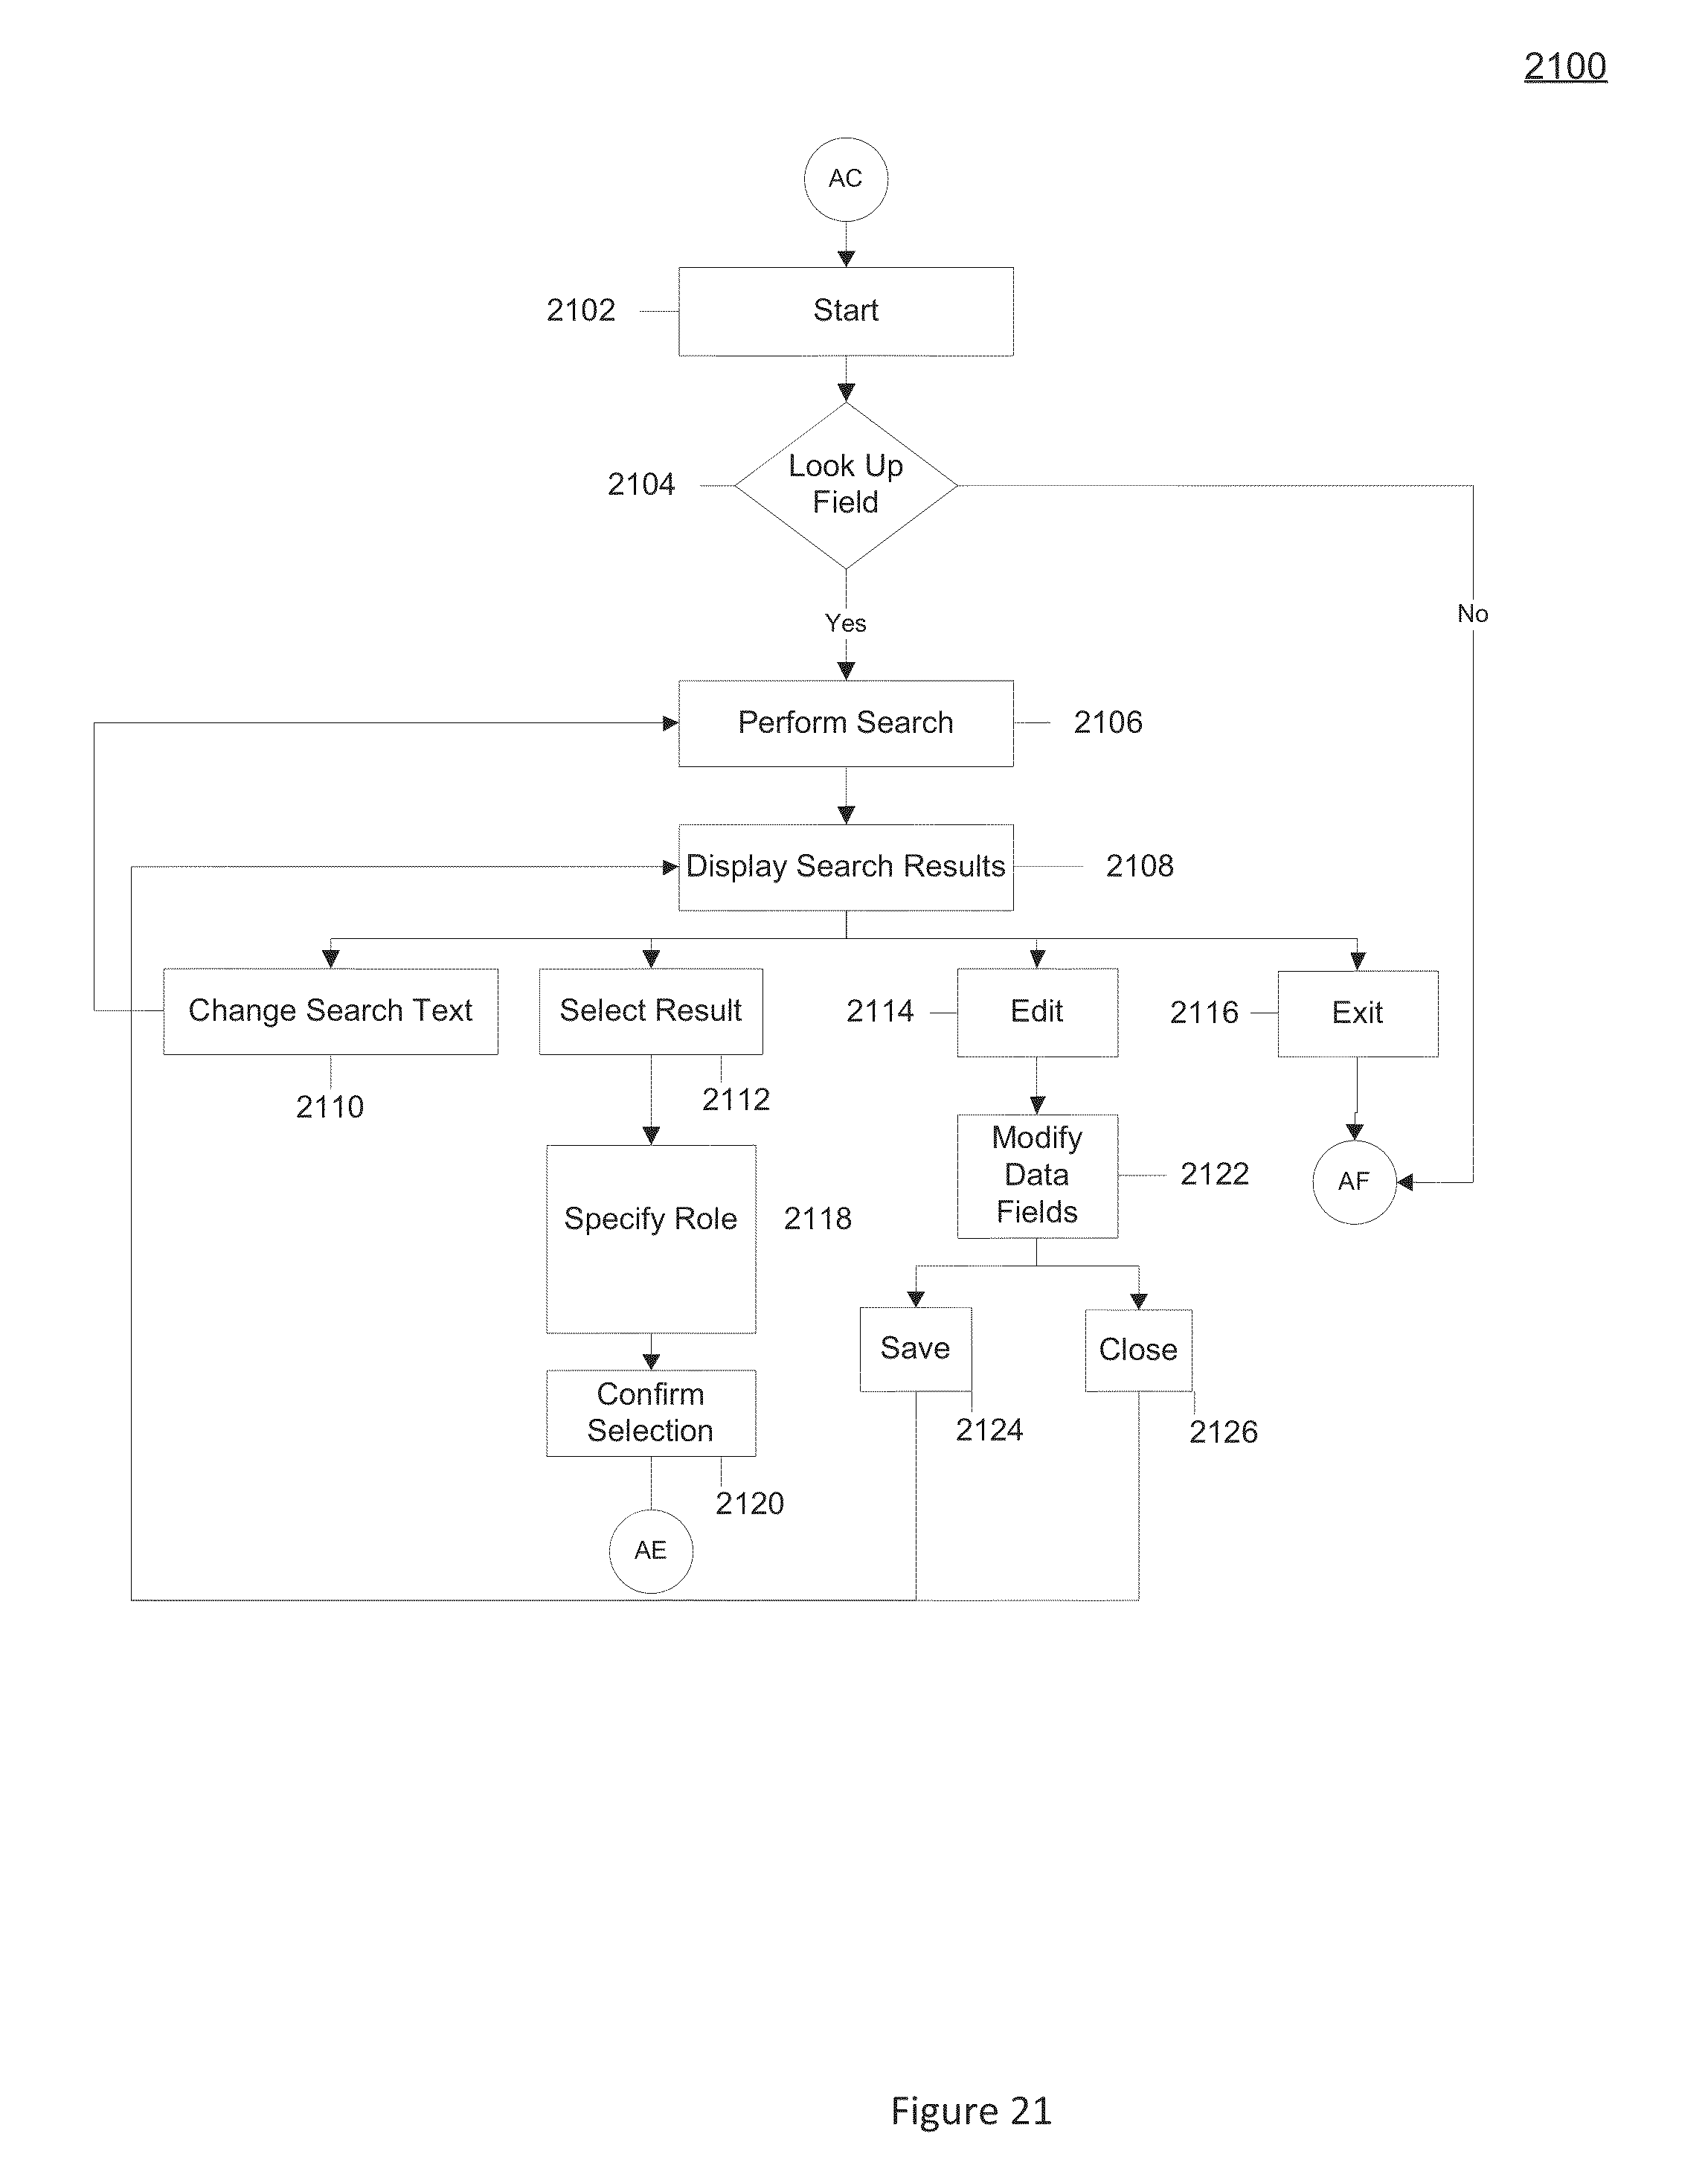 2100
AC
2102
Start
2104
Look Up
Field
Yes
No
Perform Search
2106
Display Search Results
2108
Change Search Text
2110
Select Result
2112
2114
Edit
2116
Exit
Modify
Data
Fields
2122
AF
Specify Role
2118
Save
2124
Close
2126
Confirm
Selection
2120
AE
Figure 21